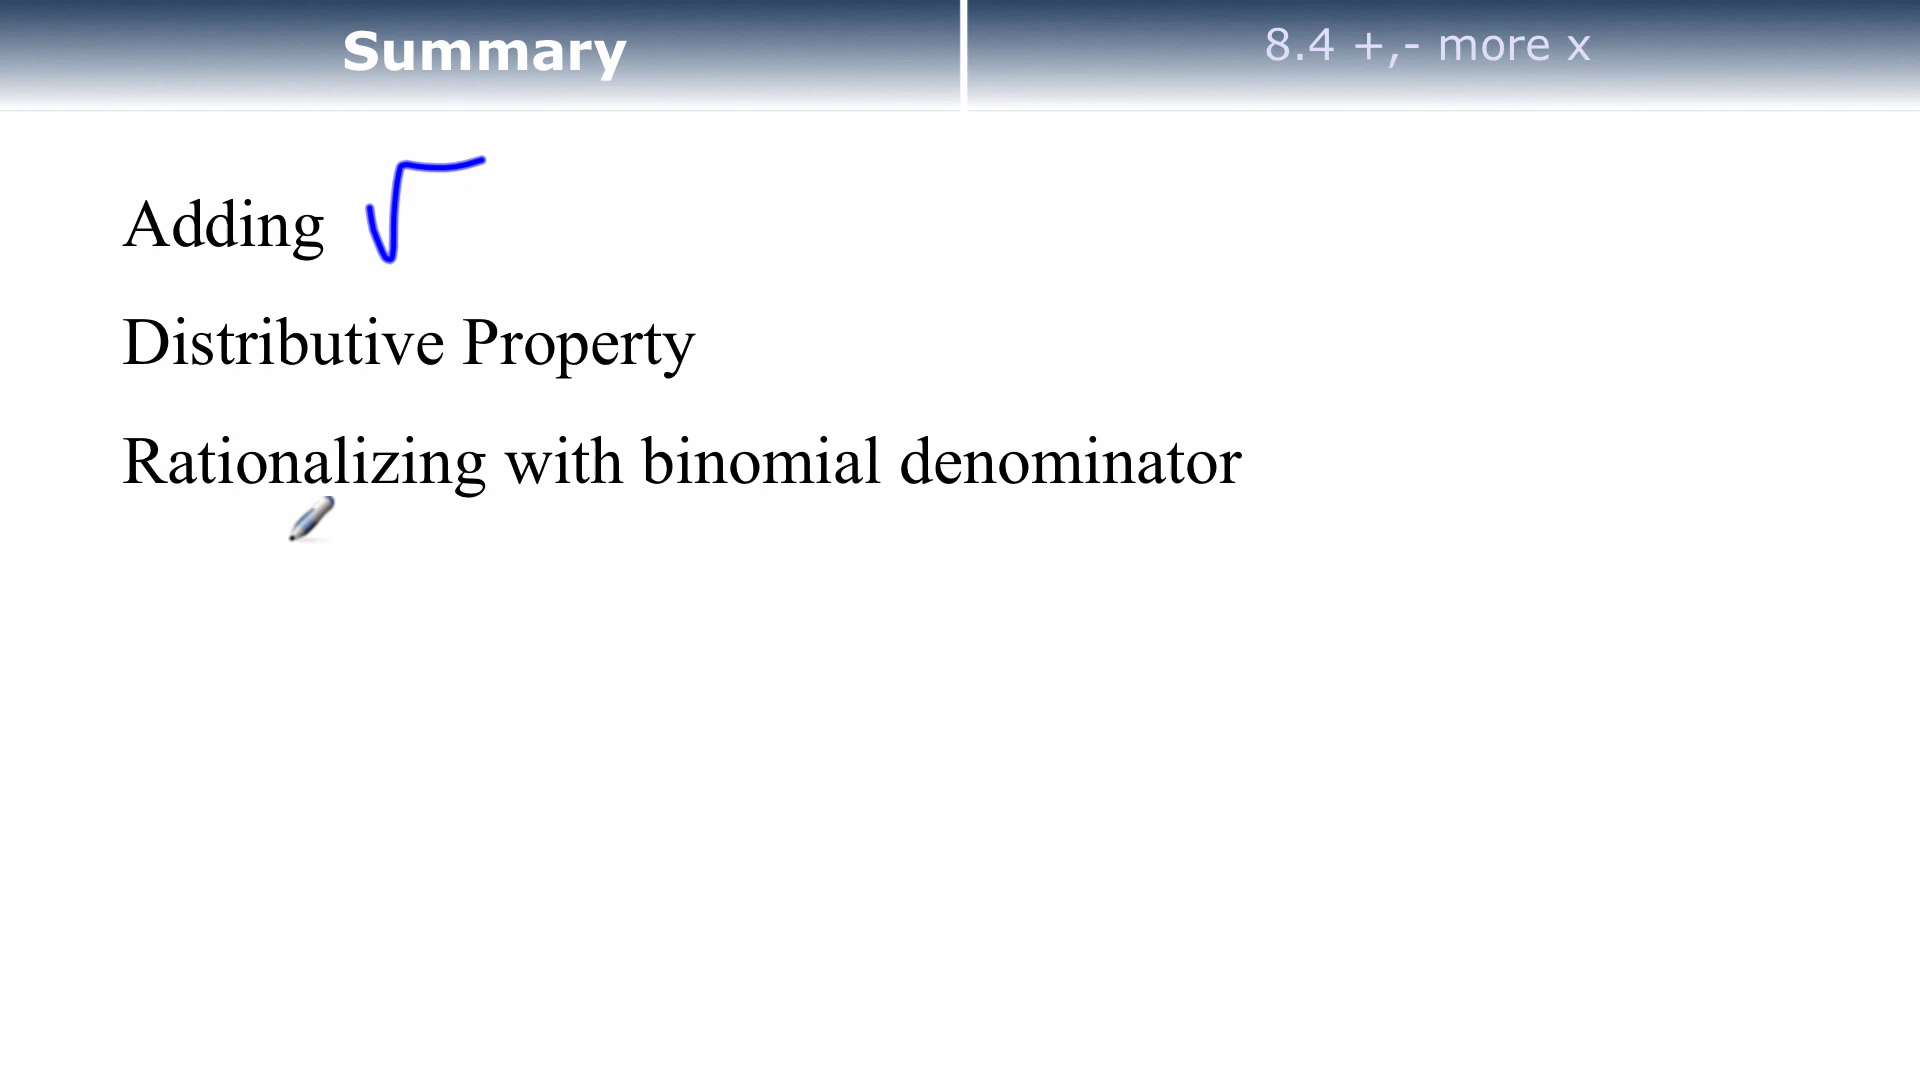 Summary
8.4 +,- more x
Adding √
Distributive Property
Rationalizing with binomial denominator